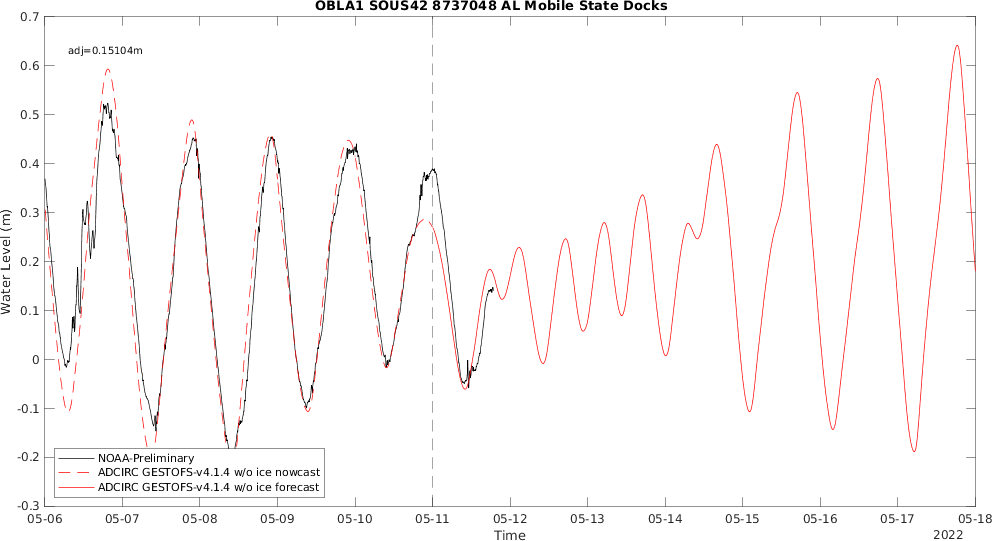 OBLA1 SOUS42 8737048 AL Mobile State Docks
adj=0.15104m
Water Level (m)
0.7
0.6
0.5
0.4
0.3
0.2
0.1
0
-0.1
-0.2
-0.3
NOAA-Preliminary
ADCIRC GESTOFS-v4.1.4 w/o ice nowcast
ADCIRC GESTOFS-v4.1.4 w/o ice forecast
05-06 05-07 05-08 05-09 05-10 05-11 05-12 05-13 05-14 05-15 05-16 05-17 05-18
Time
2022